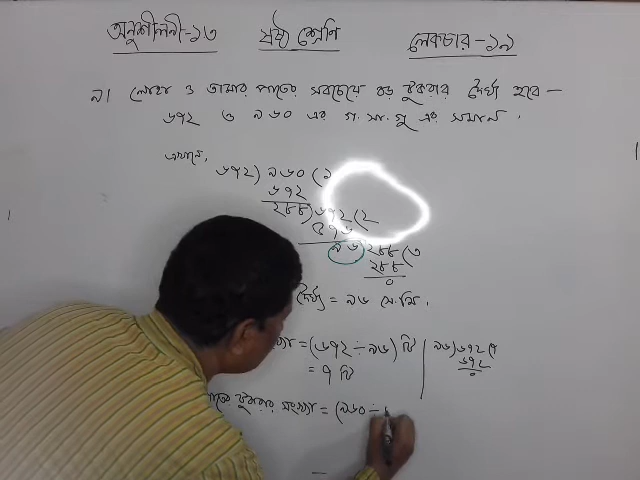 অনুশীলনী-১৩ ষষ্ঠ শ্রেণি লেকচার-১৯
৯। লোহা ও তামার পাতের সবচেয়ে বড় টুকরার দৈর্ঘ্য হবে –
৬৭২ ও ৯৬০ এর গ. সা. গু এর সমান .
এখানে,
৬৭২) ৯৬০ (১
৬৭২
২৮৮) ৬৭২ (২
৫৭৬
৯৬ ২৮৮ (৩
২৮৮
০
দৈর্ঘ্য = ৯৬ সে. মি.
= (৬৭২ ÷ ৯৬) টি
= ৭ টি
৯৬) ৬৭২ (৭
৬৭২
০
পাতের টুকরার সংখ্যা = (৯৬০ ÷